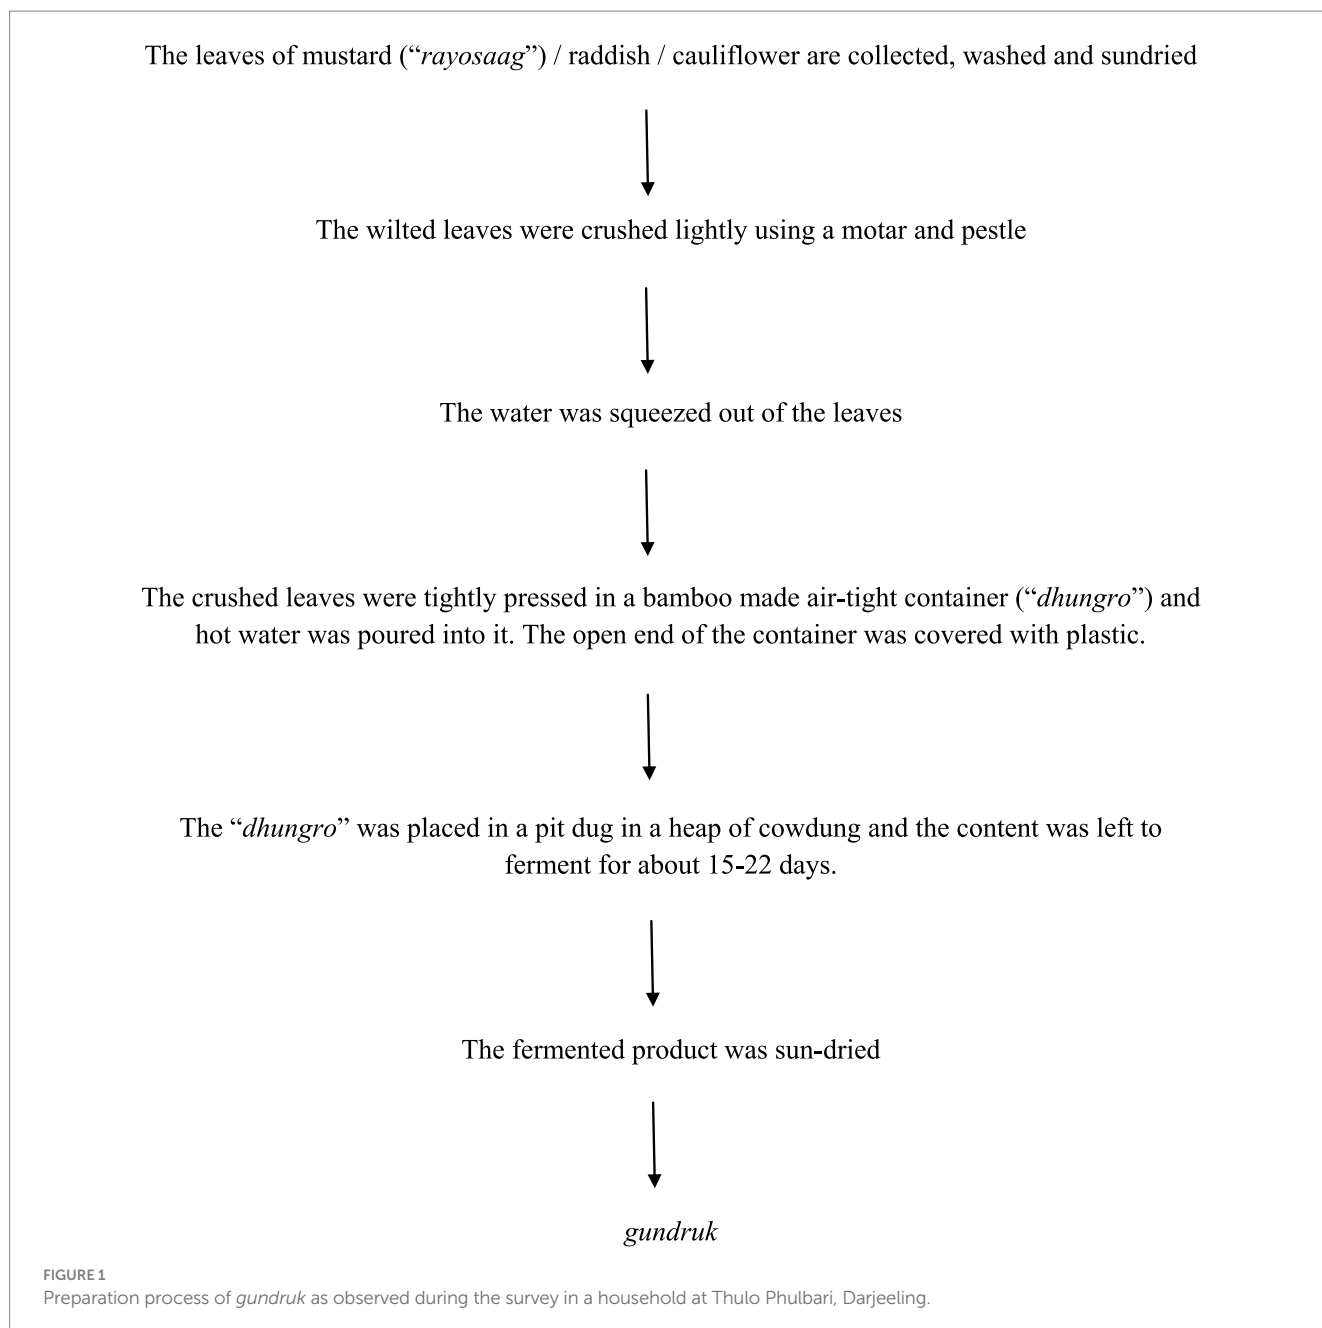 The leaves of mustard (“rayosaag”) / raddish / cauliflower are collected, washed and sundried
The wilted leaves were crushed lightly using a motar and pestle
The water was squeezed out of the leaves
The crushed leaves were tightly pressed in a bamboo made air-tight container (“dhungro”) and
hot water was poured into it. The open end of the container was covered with plastic.
The “dhungro” was placed in a pit dug in a heap of cowdung and the content was left to
ferment for about 15-22 days.
The fermented product was sun-dried
gundruk
FIGURE 1
Preparation process of gundruk as observed during the survey in a household at Thulo Phulbari, Darjeeling.